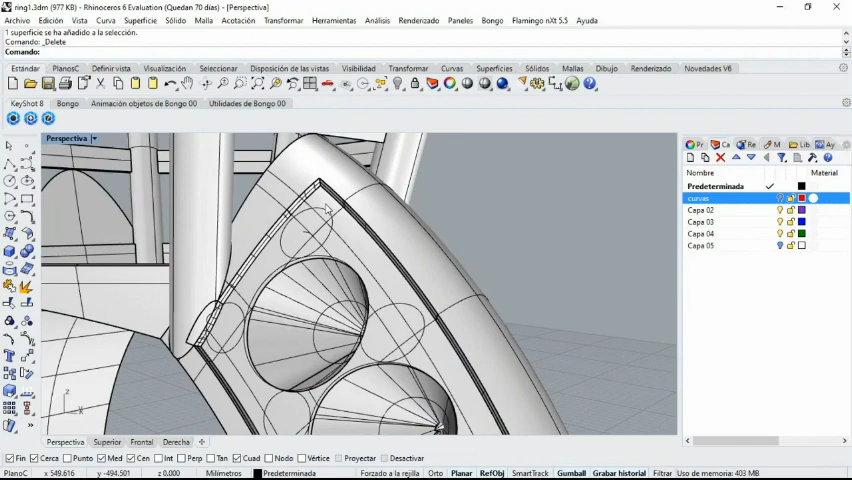 ring1.3dm (977 KB) - Rhinoceros 6 Evaluation (Quedan 70 días) - [Perspectiva]
Archivo Edición Vista Curva Superficie Sólido Malla Acotación Transformar Herramientas Análisis Renderizado Paneles Bongo Flamingo nXt 5.5 Ayuda
1 superficie se ha añadido a la selección.
Comando: _Delete
Comando:
Estándar PlanosC Definir vista Visualización Seleccionar Disposición de las vistas Visibilidad Transformar Curvas Superficies Sólidos Mallas Dibujo Renderizado Novedades V6
KeyShot 8 Bongo Animación objetos de Bongo 00 Utilidades de Bongo 00
Perspectiva
Pr Ca Re M Lib Ay
Nombre Material
Predeterminada
curvas
Capa 02
Capa 03
Capa 04
Capa 05
z
x
Perspectiva Superior Frontal Derecha
Fin Cerca Punto Med Cen Int Perp Tan Cuad Nodo Vértice Proyectar Desactivar
PlanoC x 549.616 y -494.501 z 0.000 Milímetros Predeterminada Forzado a la rejilla Orto Planar RefObj SmartTrack Gumball Grabar historial Filtrar Uso de memoria: 403 MB